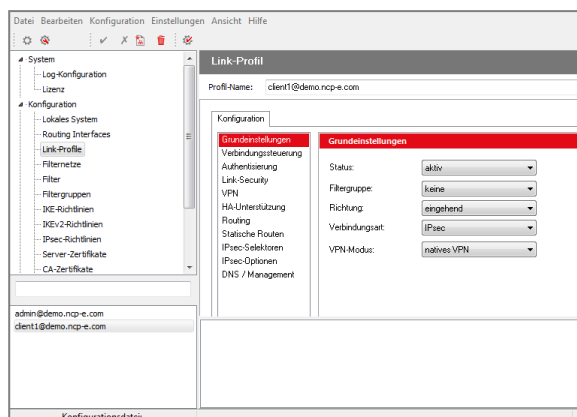 Datei Bearbeiten Konfiguration Einstellungen Ansicht Hilfe
System
Log-Konfiguration
Lizenz
Konfiguration
Lokales System
Routing Interfaces
Link-Profile
Filternetze
Filter
Filtergruppen
IKE-Richtlinien
IKEv2-Richtlinien
IPsec-Richtlinien
Server-Zertifikate
CA-Zertifikate
admin@demo.ncp-e.com
client1@demo.ncp-e.com
Link-Profil
Profil-Name: client1@demo.ncp-e.com
Konfiguration
Grundeinstellungen
Verbindungssteuerung
Authentisierung
Link-Security
VPN
HA-Unterstützung
Routing
Statische Routen
IPsec-Selektoren
IPsec-Optionen
DNS / Management
Grundeinstellungen
Status: aktiv
Filtergruppe: keine
Richtung: eingehend
Verbindungsart: IPsec
VPN-Modus: natives VPN
Konfigurationsdatei: